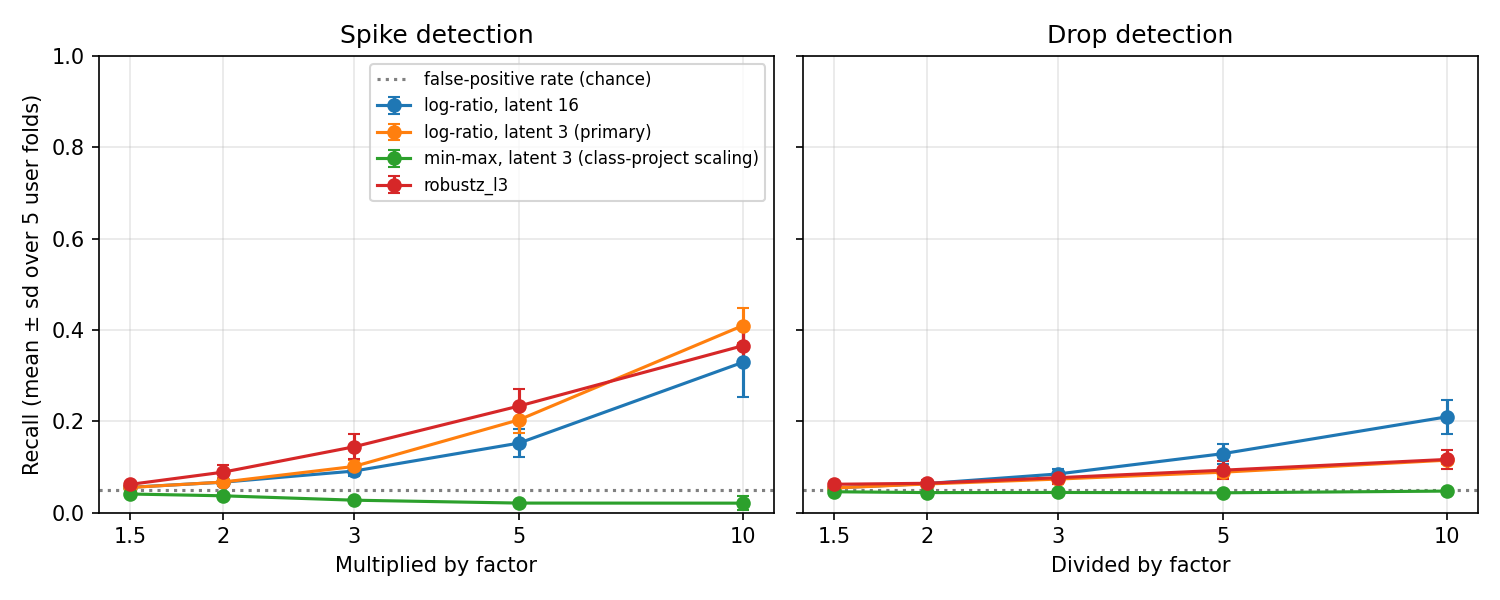 Spike detection
Drop detection
Recall (mean ± sd over 5 user folds)
1.0
0.8
0.6
0.4
0.2
0.0
false-positive rate (chance)
log-ratio, latent 16
log-ratio, latent 3 (primary)
min-max, latent 3 (class-project scaling)
robustz_l3
1.5 2 3 5 10
1.5 2 3 5 10
Multiplied by factor
Divided by factor